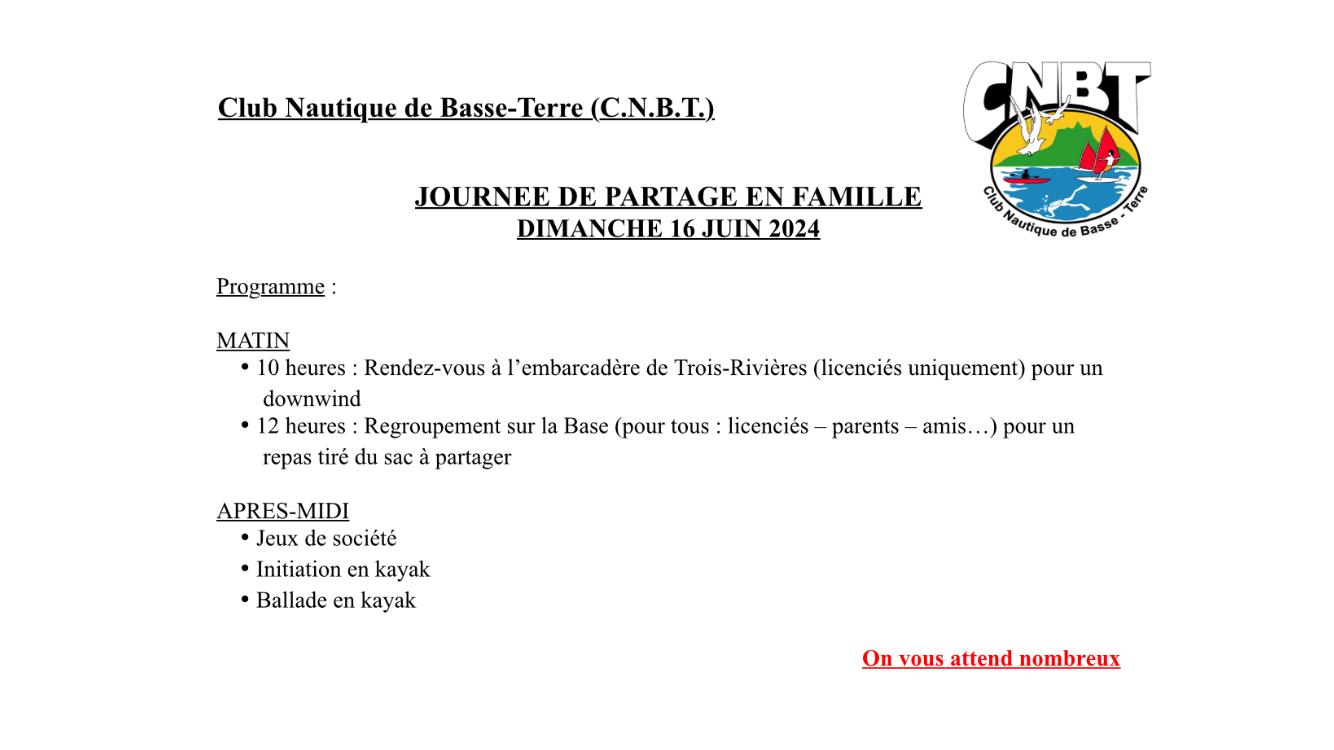 CNBT
Club Nautique de Basse-Terre (C.N.B.T.)
JOURNEE DE PARTAGE EN FAMILLE
DIMANCHE 16 JUIN 2024
Club Nautique de Basse - Terre
Programme :
MATIN
• 10 heures : Rendez-vous à l’embarcadère de Trois-Rivières (licenciés uniquement) pour un
downwind
• 12 heures : Regroupement sur la Base (pour tous : licenciés – parents – amis…) pour un
repas tiré du sac à partager
APRES-MIDI
• Jeux de société
• Initiation en kayak
• Ballade en kayak
On vous attend nombreux